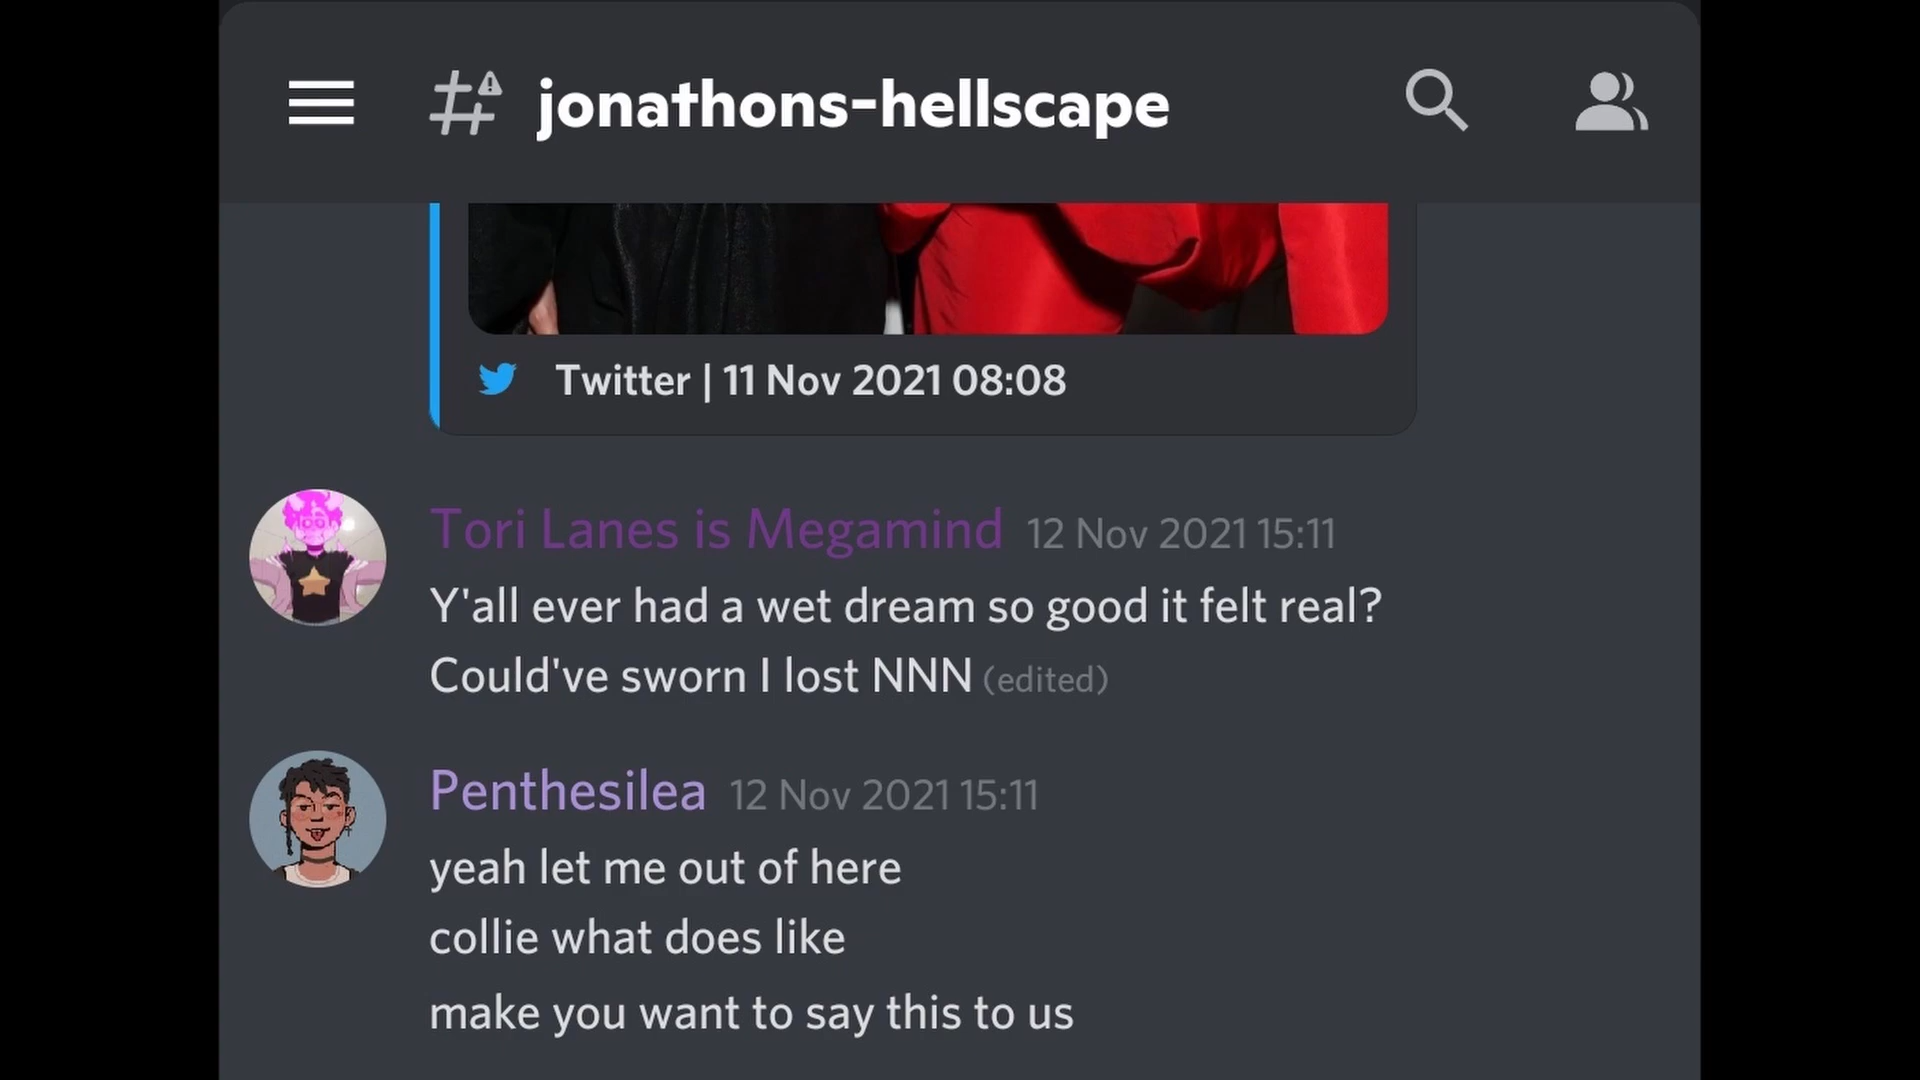 jonathons-hellscape
Twitter | 11 Nov 2021 08:08
Tori Lanes is Megamind 12 Nov 2021 15:11
Y'all ever had a wet dream so good it felt real?
Could've sworn I lost NNN (edited)
Penthesilea 12 Nov 2021 15:11
yeah let me out of here
collie what does like
make you want to say this to us